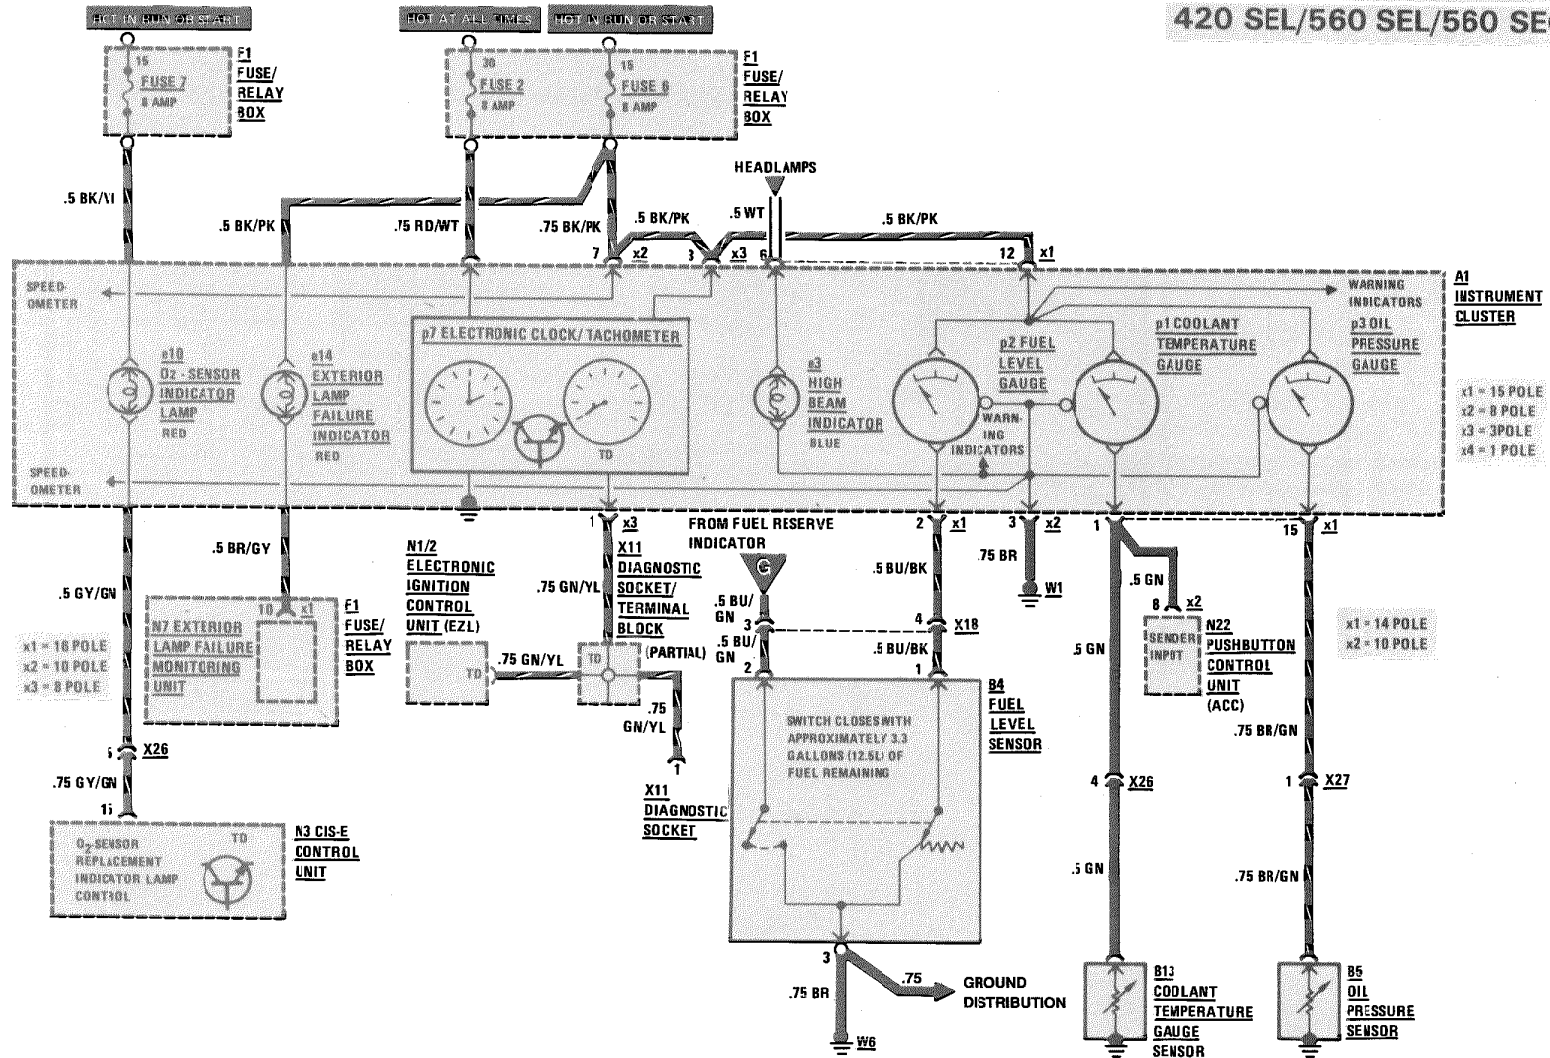 HOT IN RUN OR START
HOT AT ALL TIMES
HOT IN RUN OR START
420 SEL/560 SEL/560 SE
15
FUSE 7
8 AMP
F1
FUSE/
RELAY
BOX
30
FUSE 2
8 AMP
15
FUSE 6
8 AMP
F1
FUSE/
RELAY
BOX
HEADLAMPS
.5 BK/VI
.5 BK/PK
.75 RD/WT
.75 BK/PK
.5 BK/PK
.5 WT
.5 BK/PK
7
x2
3
x3
6
12
x1
SPEED-
OMETER
WARNING
INDICATORS
A1
INSTRUMENT
CLUSTER
p7 ELECTRONIC CLOCK/TACHOMETER
TD
e10
O2 - SENSOR
INDICATOR
LAMP
RED
e14
EXTERIOR
LAMP
FAILURE
INDICATOR
RED
e3
HIGH
BEAM
INDICATOR
BLUE
p2 FUEL
LEVEL
GAUGE
p1 COOLANT
TEMPERATURE
GAUGE
p3 OIL
PRESSURE
GAUGE
WARN-
ING
INDICATORS
x1 = 15 POLE
x2 = 8 POLE
x3 = 3POLE
x4 = 1 POLE
SPEED-
OMETER
1
x3
2
x1
3
x2
1
15
x1
FROM FUEL RESERVE
INDICATOR
G
.5 BR/GY
N1/2
ELECTRONIC
IGNITION
CONTROL
UNIT (EZL)
.75 GN/YL
X11
DIAGNOSTIC
SOCKET/
TERMINAL
BLOCK
(PARTIAL)
.5 BU/BK
.75 BR
W1
.5 GN
8
x2
.5 GY/GN
10
x1
N7 EXTERIOR
LAMP FAILURE
MONITORING
UNIT
F1
FUSE/
RELAY
BOX
x1 = 16 POLE
x2 = 10 POLE
x3 = 8 POLE
.5 BU/
GN
3
.5 BU/
GN
2
4
X18
.5 BU/BK
1
TD
.75 GN/YL
TD
.75
GN/YL
1
X11
DIAGNOSTIC
SOCKET
SENDER
INPUT
N22
PUSHBUTTON
CONTROL
UNIT
(ACC)
x1 = 14 POLE
x2 = 10 POLE
.5 GN
.75 BR/GN
B4
FUEL
LEVEL
SENSOR
SWITCH CLOSES WITH
APPROXIMATELY 3.3
GALLONS (12.5L) OF
FUEL REMAINING
X26
.75 GY/GN
4
X26
1
X27
N3 CIS-E
CONTROL
UNIT
O2-SENSOR
REPLACEMENT
INDICATOR LAMP
CONTROL
TD
.5 GN
.75 BR/GN
3
.75 BR
.75
GROUND
DISTRIBUTION
W6
B13
COOLANT
TEMPERATURE
GAUGE
SENSOR
B5
OIL
PRESSURE
SENSOR